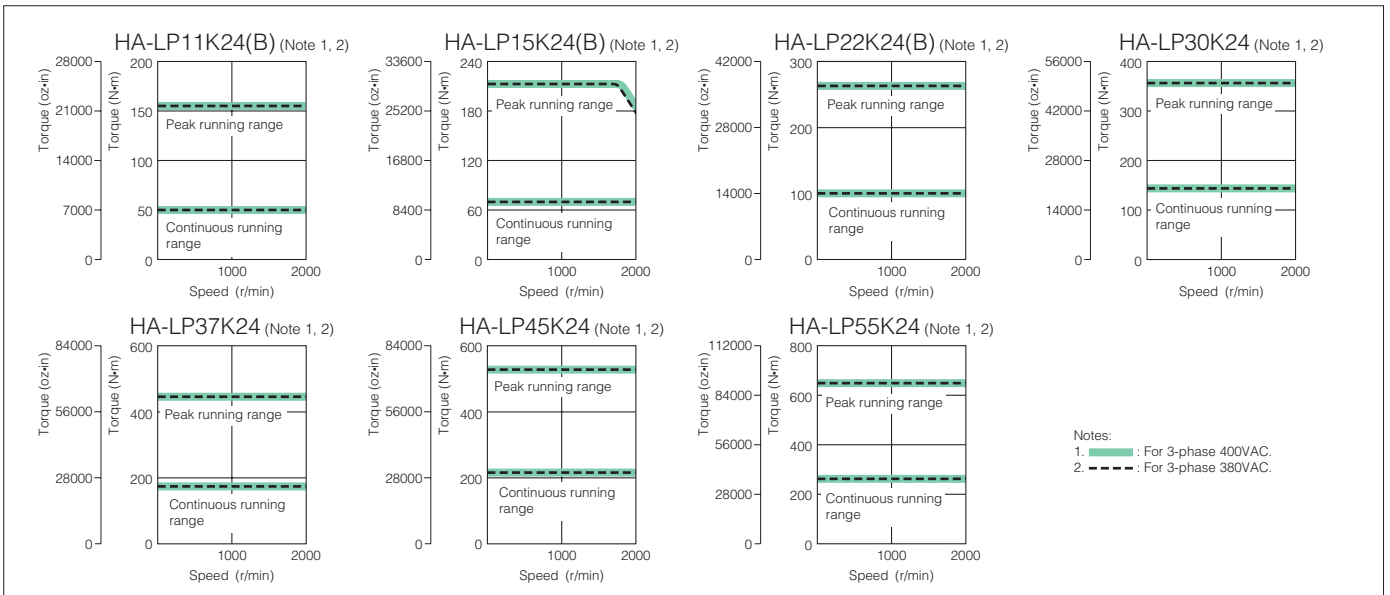 HA-LP11K24(B) (Note 1, 2)
Torque (oz•in)
28000
21000
14000
7000
0
Torque (N•m)
200
150
100
50
0
Peak running range
Continuous running
range
1000
2000
Speed (r/min)
HA-LP15K24(B) (Note 1, 2)
Torque (oz•in)
33600
25200
16800
8400
0
Torque (N•m)
240
180
120
60
0
Peak running range
Continuous running
range
1000
2000
Speed (r/min)
HA-LP22K24(B) (Note 1, 2)
Torque (oz•in)
42000
28000
14000
0
Torque (N•m)
300
200
100
0
Peak running range
Continuous running
range
1000
2000
Speed (r/min)
HA-LP30K24 (Note 1, 2)
Torque (oz•in)
56000
42000
28000
14000
0
Torque (N•m)
400
300
200
100
0
Peak running range
Continuous running
range
1000
2000
Speed (r/min)
HA-LP37K24 (Note 1, 2)
Torque (oz•in)
84000
56000
28000
0
Torque (N•m)
600
400
200
0
Peak running range
Continuous running
range
1000
2000
Speed (r/min)
HA-LP45K24 (Note 1, 2)
Torque (oz•in)
84000
56000
28000
0
Torque (N•m)
600
400
200
0
Peak running range
Continuous running
range
1000
2000
Speed (r/min)
HA-LP55K24 (Note 1, 2)
Torque (oz•in)
112000
84000
56000
28000
0
Torque (N•m)
800
600
400
200
0
Peak running range
Continuous running
range
1000
2000
Speed (r/min)
Notes:
1. : For 3-phase 400VAC.
2. : For 3-phase 380VAC.